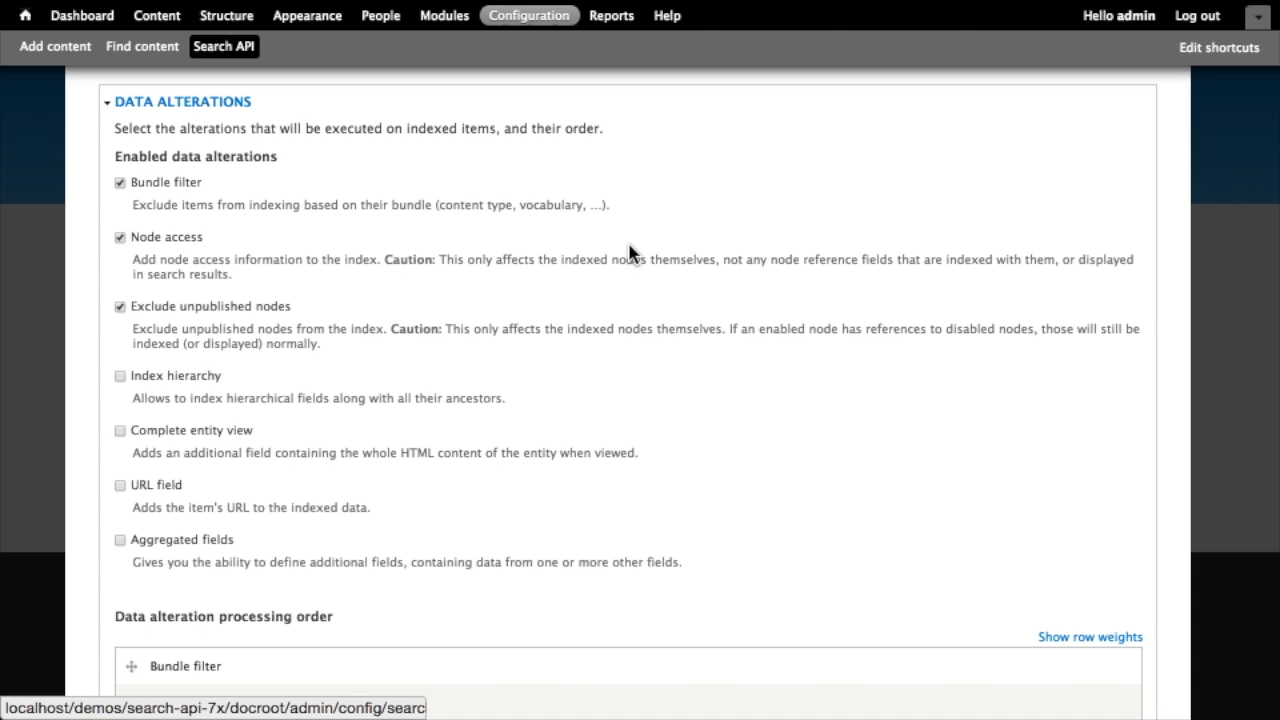 Dashboard Content Structure Appearance People Modules Configuration Reports Help Hello admin Log out
Add content Find content Search API Edit shortcuts
DATA ALTERATIONS
Select the alterations that will be executed on indexed items, and their order.
Enabled data alterations
Bundle filter
Exclude items from indexing based on their bundle (content type, vocabulary, ...).
Node access
Add node access information to the index. Caution: This only affects the indexed nodes themselves, not any node reference fields that are indexed with them, or displayed
in search results.
Exclude unpublished nodes
Exclude unpublished nodes from the index. Caution: This only affects the indexed nodes themselves. If an enabled node has references to disabled nodes, those will still be
indexed (or displayed) normally.
Index hierarchy
Allows to index hierarchical fields along with all their ancestors.
Complete entity view
Adds an additional field containing the whole HTML content of the entity when viewed.
URL field
Adds the item's URL to the indexed data.
Aggregated fields
Gives you the ability to define additional fields, containing data from one or more other fields.
Data alteration processing order
Show row weights
Bundle filter
localhost/demos/search-api-7x/docroot/admin/config/searc